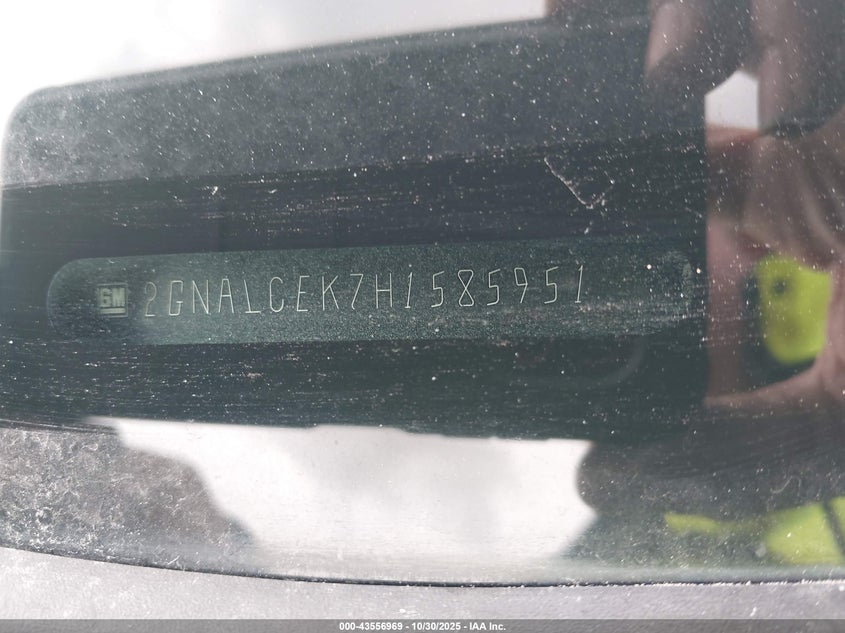 GM 2GNALCEK7H1585951
000-43556969 - 10/30/2025 - IAA Inc.